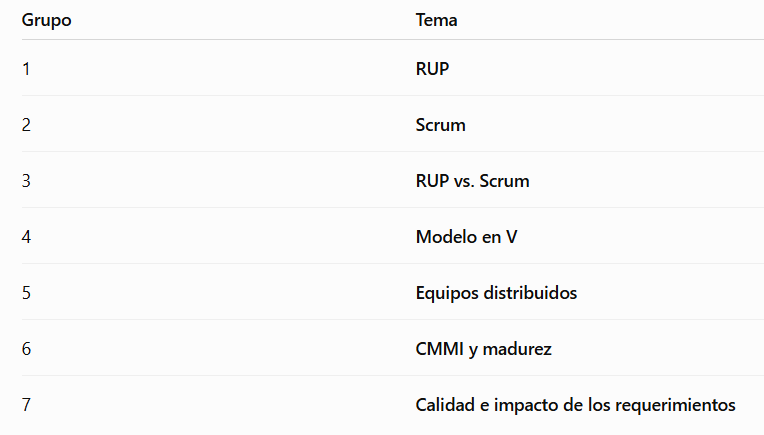 Grupo Tema
1 RUP
2 Scrum
3 RUP vs. Scrum
4 Modelo en V
5 Equipos distribuidos
6 CMMI y madurez
7 Calidad e impacto de los requerimientos